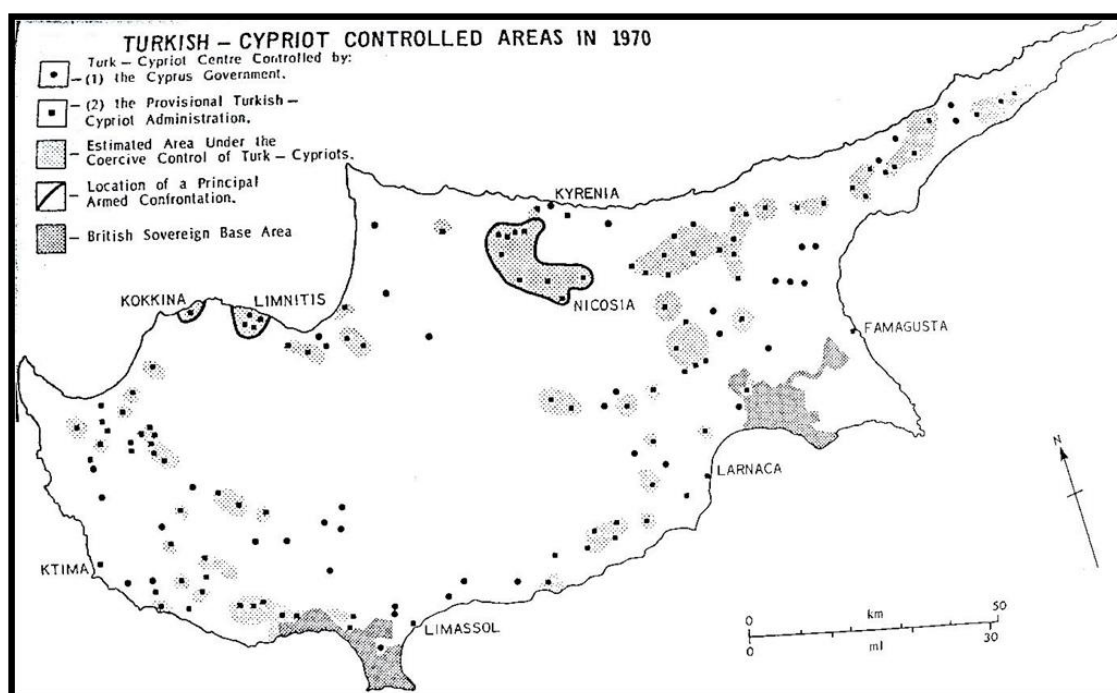 TURKISH – CYPRIOT CONTROLLED AREAS IN 1970
Turk – Cypriot Centre Controlled by:
– (1) the Cyprus Government.
– (2) the Provisional Turkish –
Cypriot Administration.
– Estimated Area Under the
Coercive Control of Turk – Cypriots.
– Location of a Principal
Armed Confrontation.
– British Sovereign Base Area
KYRENIA
KOKKINA
LIMNITIS
NICOSIA
FAMAGUSTA
LARNACA
N
KTIMA
LIMASSOL
0 km 50
0 ml 30